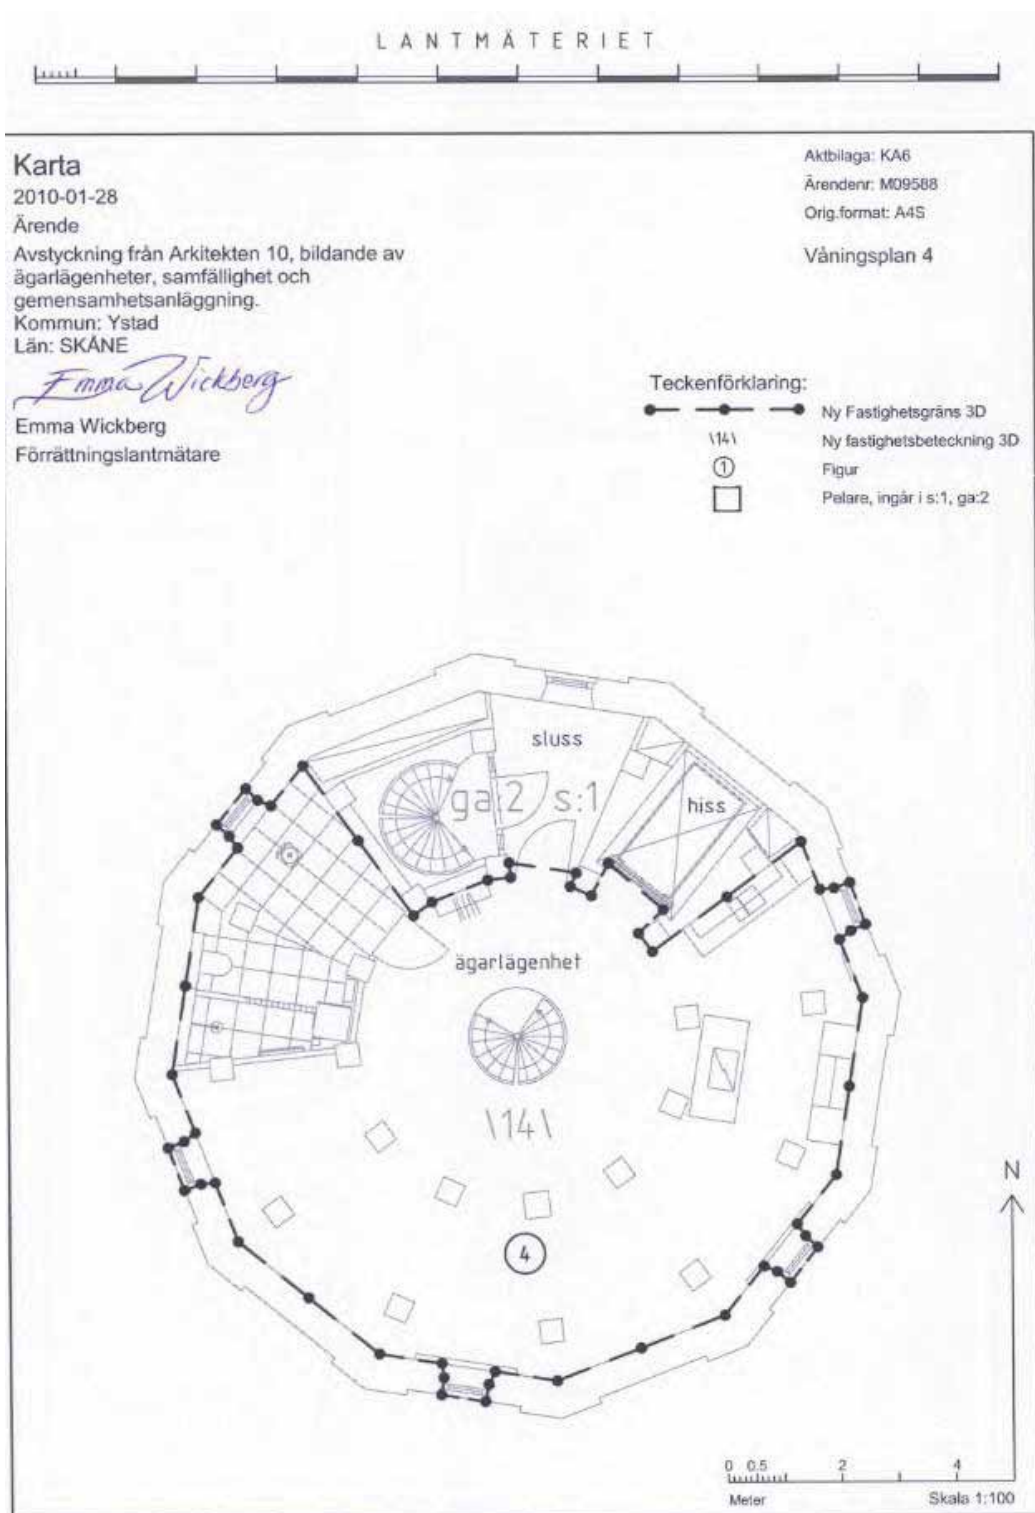 LANTMÄTERIET
Karta
2010-01-28
Ärende
Avstyckning från Arkitekten 10, bildande av
ägarlägenheter, samfällighet och
gemensamhetsanläggning.
Kommun: Ystad
Län: SKÅNE
Emma Wickberg
Emma Wickberg
Förrättningslantmätare
Aktbilaga: KA6
Ärendenr: M09588
Orig.format: A4S
Våningsplan 4
Teckenförklaring:
Ny Fastighetsgräns 3D
\14\ Ny fastighetsbeteckning 3D
1 Figur
Pelare, ingår i s:1, ga:2
sluss
ga:2 s:1
hiss
ägarlägenhet
\14\
4
N
0 0.5 2 4
Meter Skala 1:100